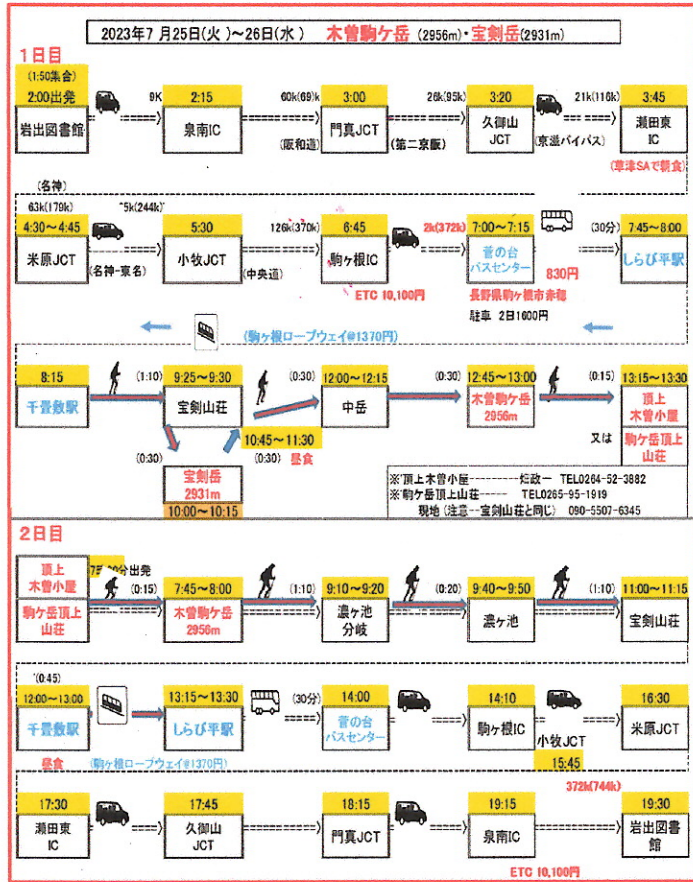 2023年7月25日(火)～26日(水) 木曽駒ケ岳 (2956m)・宝剣岳(2931m)
1日目
(1:50集合)
2:00出発 9K 2:15 60k(69)k 3:00 26k(95k) 3:20 21k(116k) 3:45
岩出図書館 泉南IC (阪和道) 門真JCT (第二京阪) 久御山JCT (京滋バイパス) 瀬田東IC
(草津SAで朝食)
(名神)
63k(179k)
4:30～4:45 5:30 126k(370k) 6:45 2k(372k) 7:00～7:15 (30分) 7:45～8:00
米原JCT (名神-東名) 小牧JCT (中央道) 駒ヶ根IC 菅の台バスセンター 830円 しらび平駅
ETC 10,100円 長野県駒ヶ根市赤穂
駐車 2日1600円
(駒ヶ根ロープウェイ@1370円)
8:15 (1:10) 9:25～9:30 (0:30) 12:00～12:15 (0:30) 12:45～13:00 (0:15) 13:15～13:30
千畳敷駅 宝剣山荘 中岳 木曽駒ケ岳 2956m 頂上木曽小屋
10:45～11:30 又は 駒ケ岳頂上山荘
(0:30) 宝剣岳 2931m (0:30) 昼食
10:00～10:15
※頂上木曽小屋 TEL0264-52-3882
※駒ケ岳頂上山荘 TEL0265-95-1919
現地(注意--宝剣山荘と同じ) 090-5507-6345
2日目
頂上木曽小屋 分出発 (0:15) 7:45～8:00 (1:10) 9:10～9:20 (0:20) 9:40～9:50 (1:10) 11:00～11:15
駒ケ岳頂上山荘 木曽駒ケ岳 2956m 濃ヶ池分岐 濃ヶ池 宝剣山荘
(0:45)
12:00～13:00 13:15～13:30 (30分) 14:00 14:10 16:30
千畳敷駅 しらび平駅 菅の台バスセンター 駒ヶ根IC 小牧JCT 米原JCT
昼食 (駒ヶ根ロープウェイ@1370円) 15:45
372k(744k)
17:30 17:45 18:15 19:15 19:30
瀬田東IC 久御山JCT 門真JCT 泉南IC 岩出図書館
ETC 10,100円